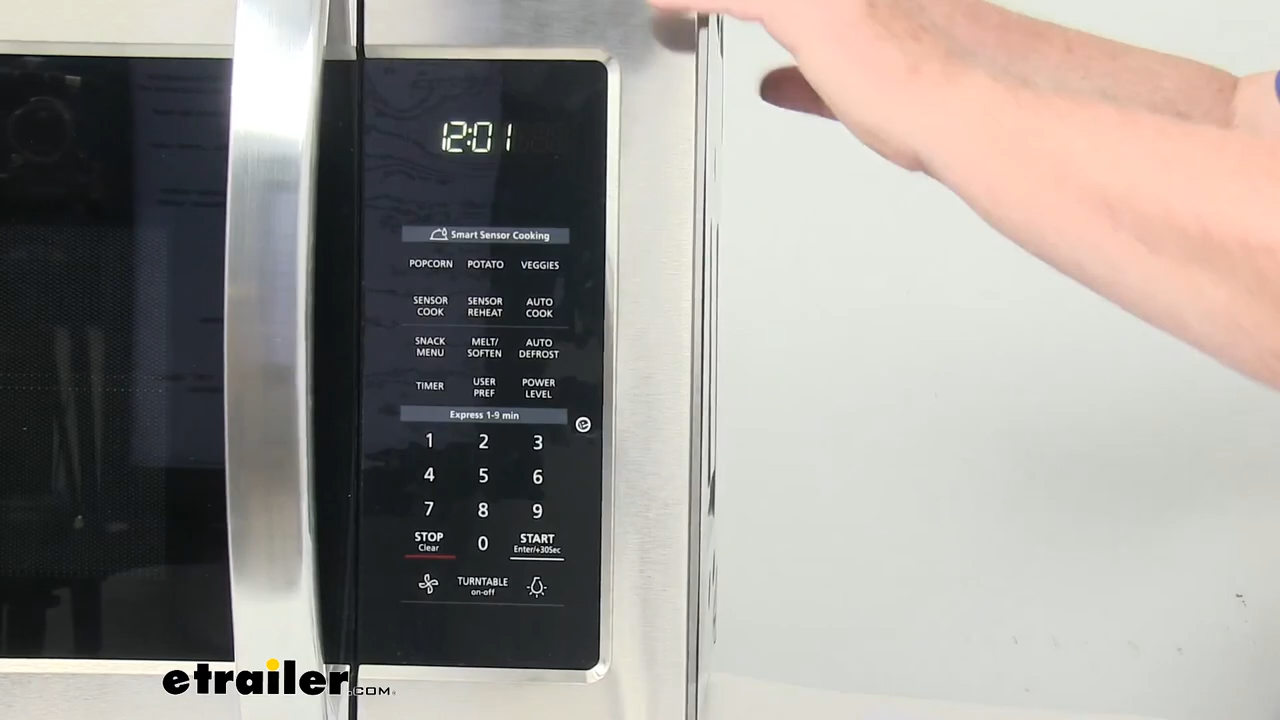 12:01
Smart Sensor Cooking
POPCORN POTATO VEGGIES
SENSOR COOK SENSOR REHEAT AUTO COOK
SNACK MENU MELT/SOFTEN AUTO DEFROST
TIMER USER PREF POWER LEVEL
Express 1-9 min
1 2 3
4 5 6
7 8 9
STOP Clear 0 START Enter/+30Sec
TURNTABLE on-off
etrailer.COM